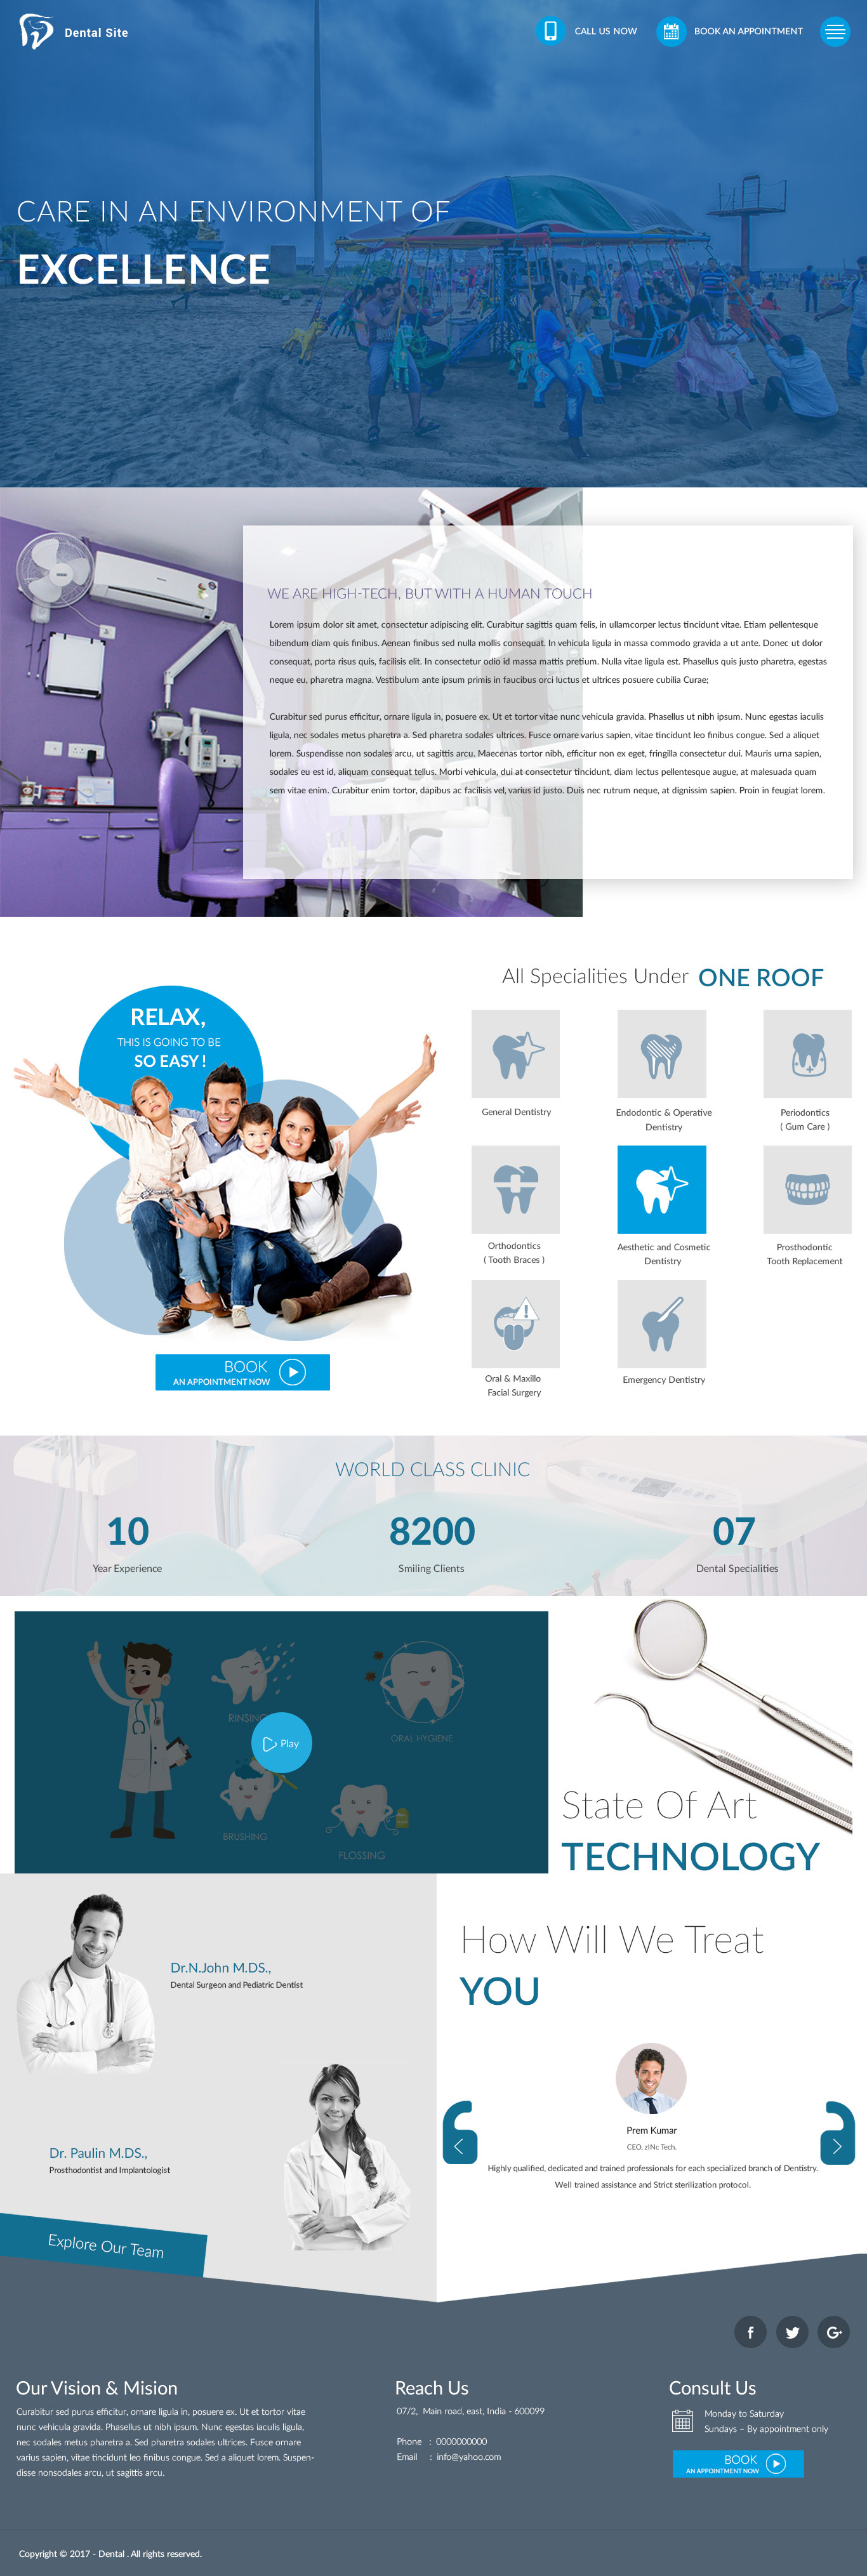 Dental Site
CALL US NOW
BOOK AN APPOINTMENT
CARE IN AN ENVIRONMENT OF
EXCELLENCE
WE ARE HIGH-TECH, BUT WITH A HUMAN TOUCH
Lorem ipsum dolor sit amet, consectetur adipiscing elit. Curabitur sagittis quam felis, in ullamcorper lectus tincidunt vitae. Etiam pellentesque
bibendum diam quis finibus. Aenean finibus sed nulla mollis consequat. In vehicula ligula in massa commodo gravida a ut ante. Donec ut dolor
consequat, porta risus quis, facilisis elit. In consectetur odio id massa mattis pretium. Nulla vitae ligula est. Phasellus quis justo pharetra, egestas
neque eu, pharetra magna. Vestibulum ante ipsum primis in faucibus orci luctus et ultrices posuere cubilia Curae;
Curabitur sed purus efficitur, ornare ligula in, posuere ex. Ut et tortor vitae nunc vehicula gravida. Phasellus ut nibh ipsum. Nunc egestas iaculis
ligula, nec sodales metus pharetra a. Sed pharetra sodales ultrices. Fusce ornare varius sapien, vitae tincidunt leo finibus congue. Sed a aliquet
lorem. Suspendisse non sodales arcu, ut sagittis arcu. Maecenas tortor nibh, efficitur non ex eget, fringilla consectetur dui. Mauris urna sapien,
sodales eu est id, aliquam consequat tellus. Morbi vehicula, dui at consectetur tincidunt, diam lectus pellentesque augue, at malesuada quam
sem vitae enim. Curabitur enim tortor, dapibus ac facilisis vel, varius id justo. Duis nec rutrum neque, at dignissim sapien. Proin in feugiat lorem.
RELAX,
THIS IS GOING TO BE
SO EASY !
BOOK
AN APPOINTMENT NOW
All Specialities Under ONE ROOF
General Dentistry
Endodontic & Operative
Dentistry
Periodontics
( Gum Care )
Orthodontics
( Tooth Braces )
Aesthetic and Cosmetic
Dentistry
Prosthodontic
Tooth Replacement
Oral & Maxillo
Facial Surgery
Emergency Dentistry
WORLD CLASS CLINIC
10
Year Experience
8200
Smiling Clients
07
Dental Specialities
RINSING
ORAL HYGIENE
Play
BRUSHING
FLOSSING
State Of Art
TECHNOLOGY
Dr.N.John M.DS.,
Dental Surgeon and Pediatric Dentist
Dr. Paulin M.DS.,
Prosthodontist and Implantologist
Explore Our Team
How Will We Treat
YOU
Prem Kumar
CEO, zINc Tech.
Highly qualified, dedicated and trained professionals for each specialized branch of Dentistry.
Well trained assistance and Strict sterilization protocol.
Our Vision & Mision
Curabitur sed purus efficitur, ornare ligula in, posuere ex. Ut et tortor vitae
nunc vehicula gravida. Phasellus ut nibh ipsum. Nunc egestas iaculis ligula,
nec sodales metus pharetra a. Sed pharetra sodales ultrices. Fusce ornare
varius sapien, vitae tincidunt leo finibus congue. Sed a aliquet lorem. Suspen-
disse nonsodales arcu, ut sagittis arcu.
Reach Us
07/2, Main road, east, India - 600099
Phone : 0000000000
Email : info@yahoo.com
Consult Us
Monday to Saturday
Sundays – By appointment only
BOOK
AN APPOINTMENT NOW
Copyright © 2017 - Dental . All rights reserved.